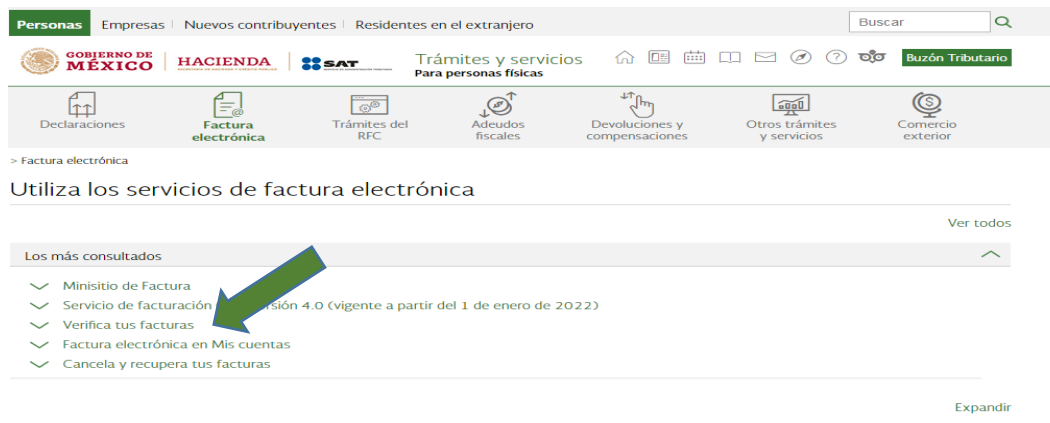 Personas Empresas Nuevos contribuyentes Residentes en el extranjero Buscar
GOBIERNO DE
MÉXICO
HACIENDA
SAT
Trámites y servicios
Para personas físicas
Buzón Tributario
Declaraciones
Factura
electrónica
Trámites del
RFC
Adeudos
fiscales
Devoluciones y
compensaciones
Otros trámites
y servicios
Comercio
exterior
> Factura electrónica
Utiliza los servicios de factura electrónica
Ver todos
Los más consultados
Minisitio de Factura
Servicio de facturación 4.0 (vigente a partir del 1 de enero de 2022)
Verifica tus facturas
Factura electrónica en Mis cuentas
Cancela y recupera tus facturas
Expandir